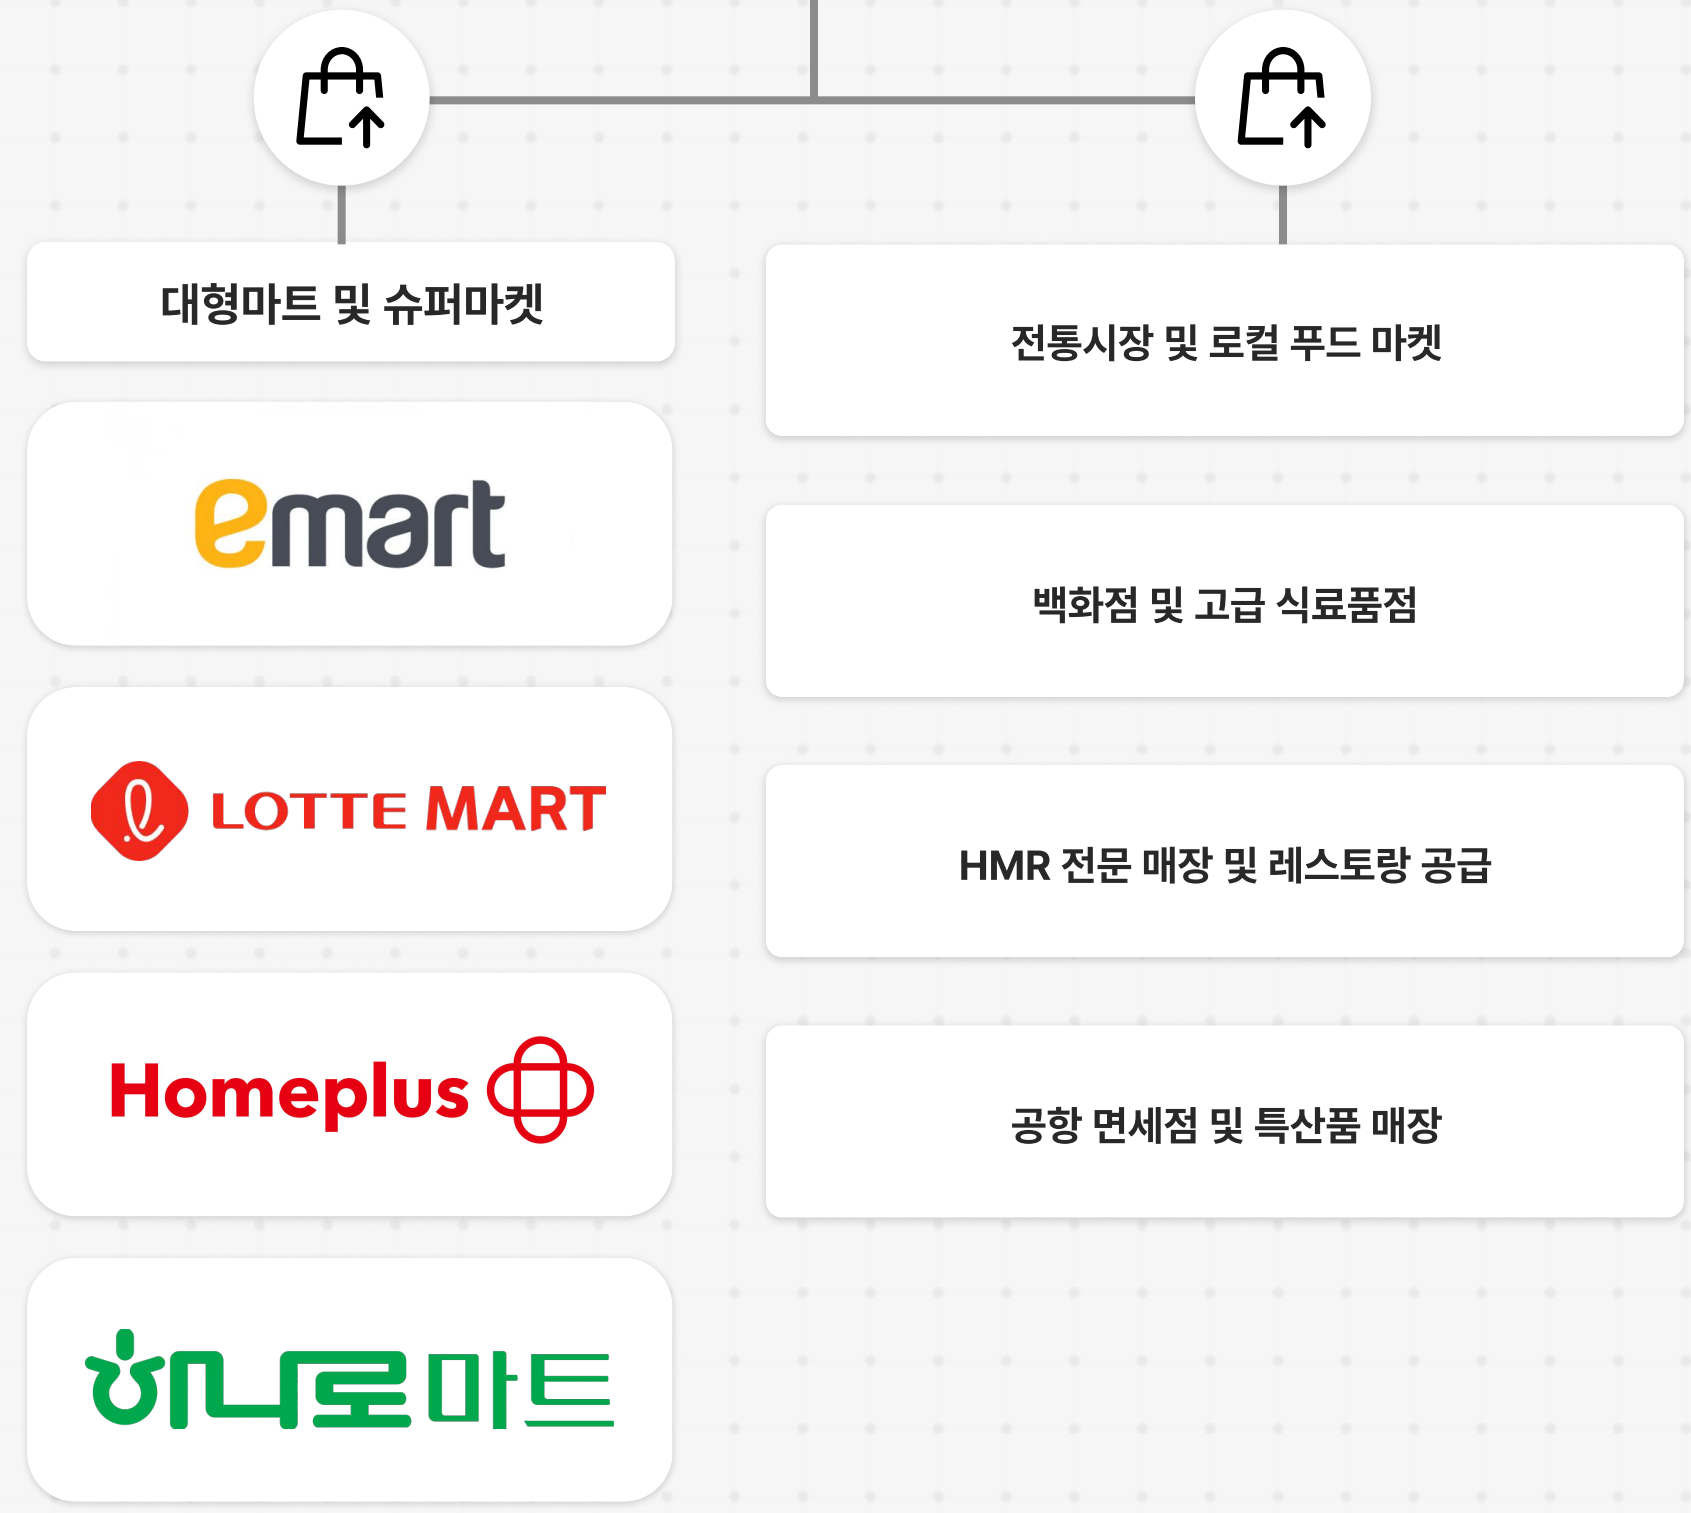 대형마트 및 슈퍼마켓
emart
LOTTE MART
Homeplus
하나로마트
전통시장 및 로컬 푸드 마켓
백화점 및 고급 식료품점
HMR 전문 매장 및 레스토랑 공급
공항 면세점 및 특산품 매장